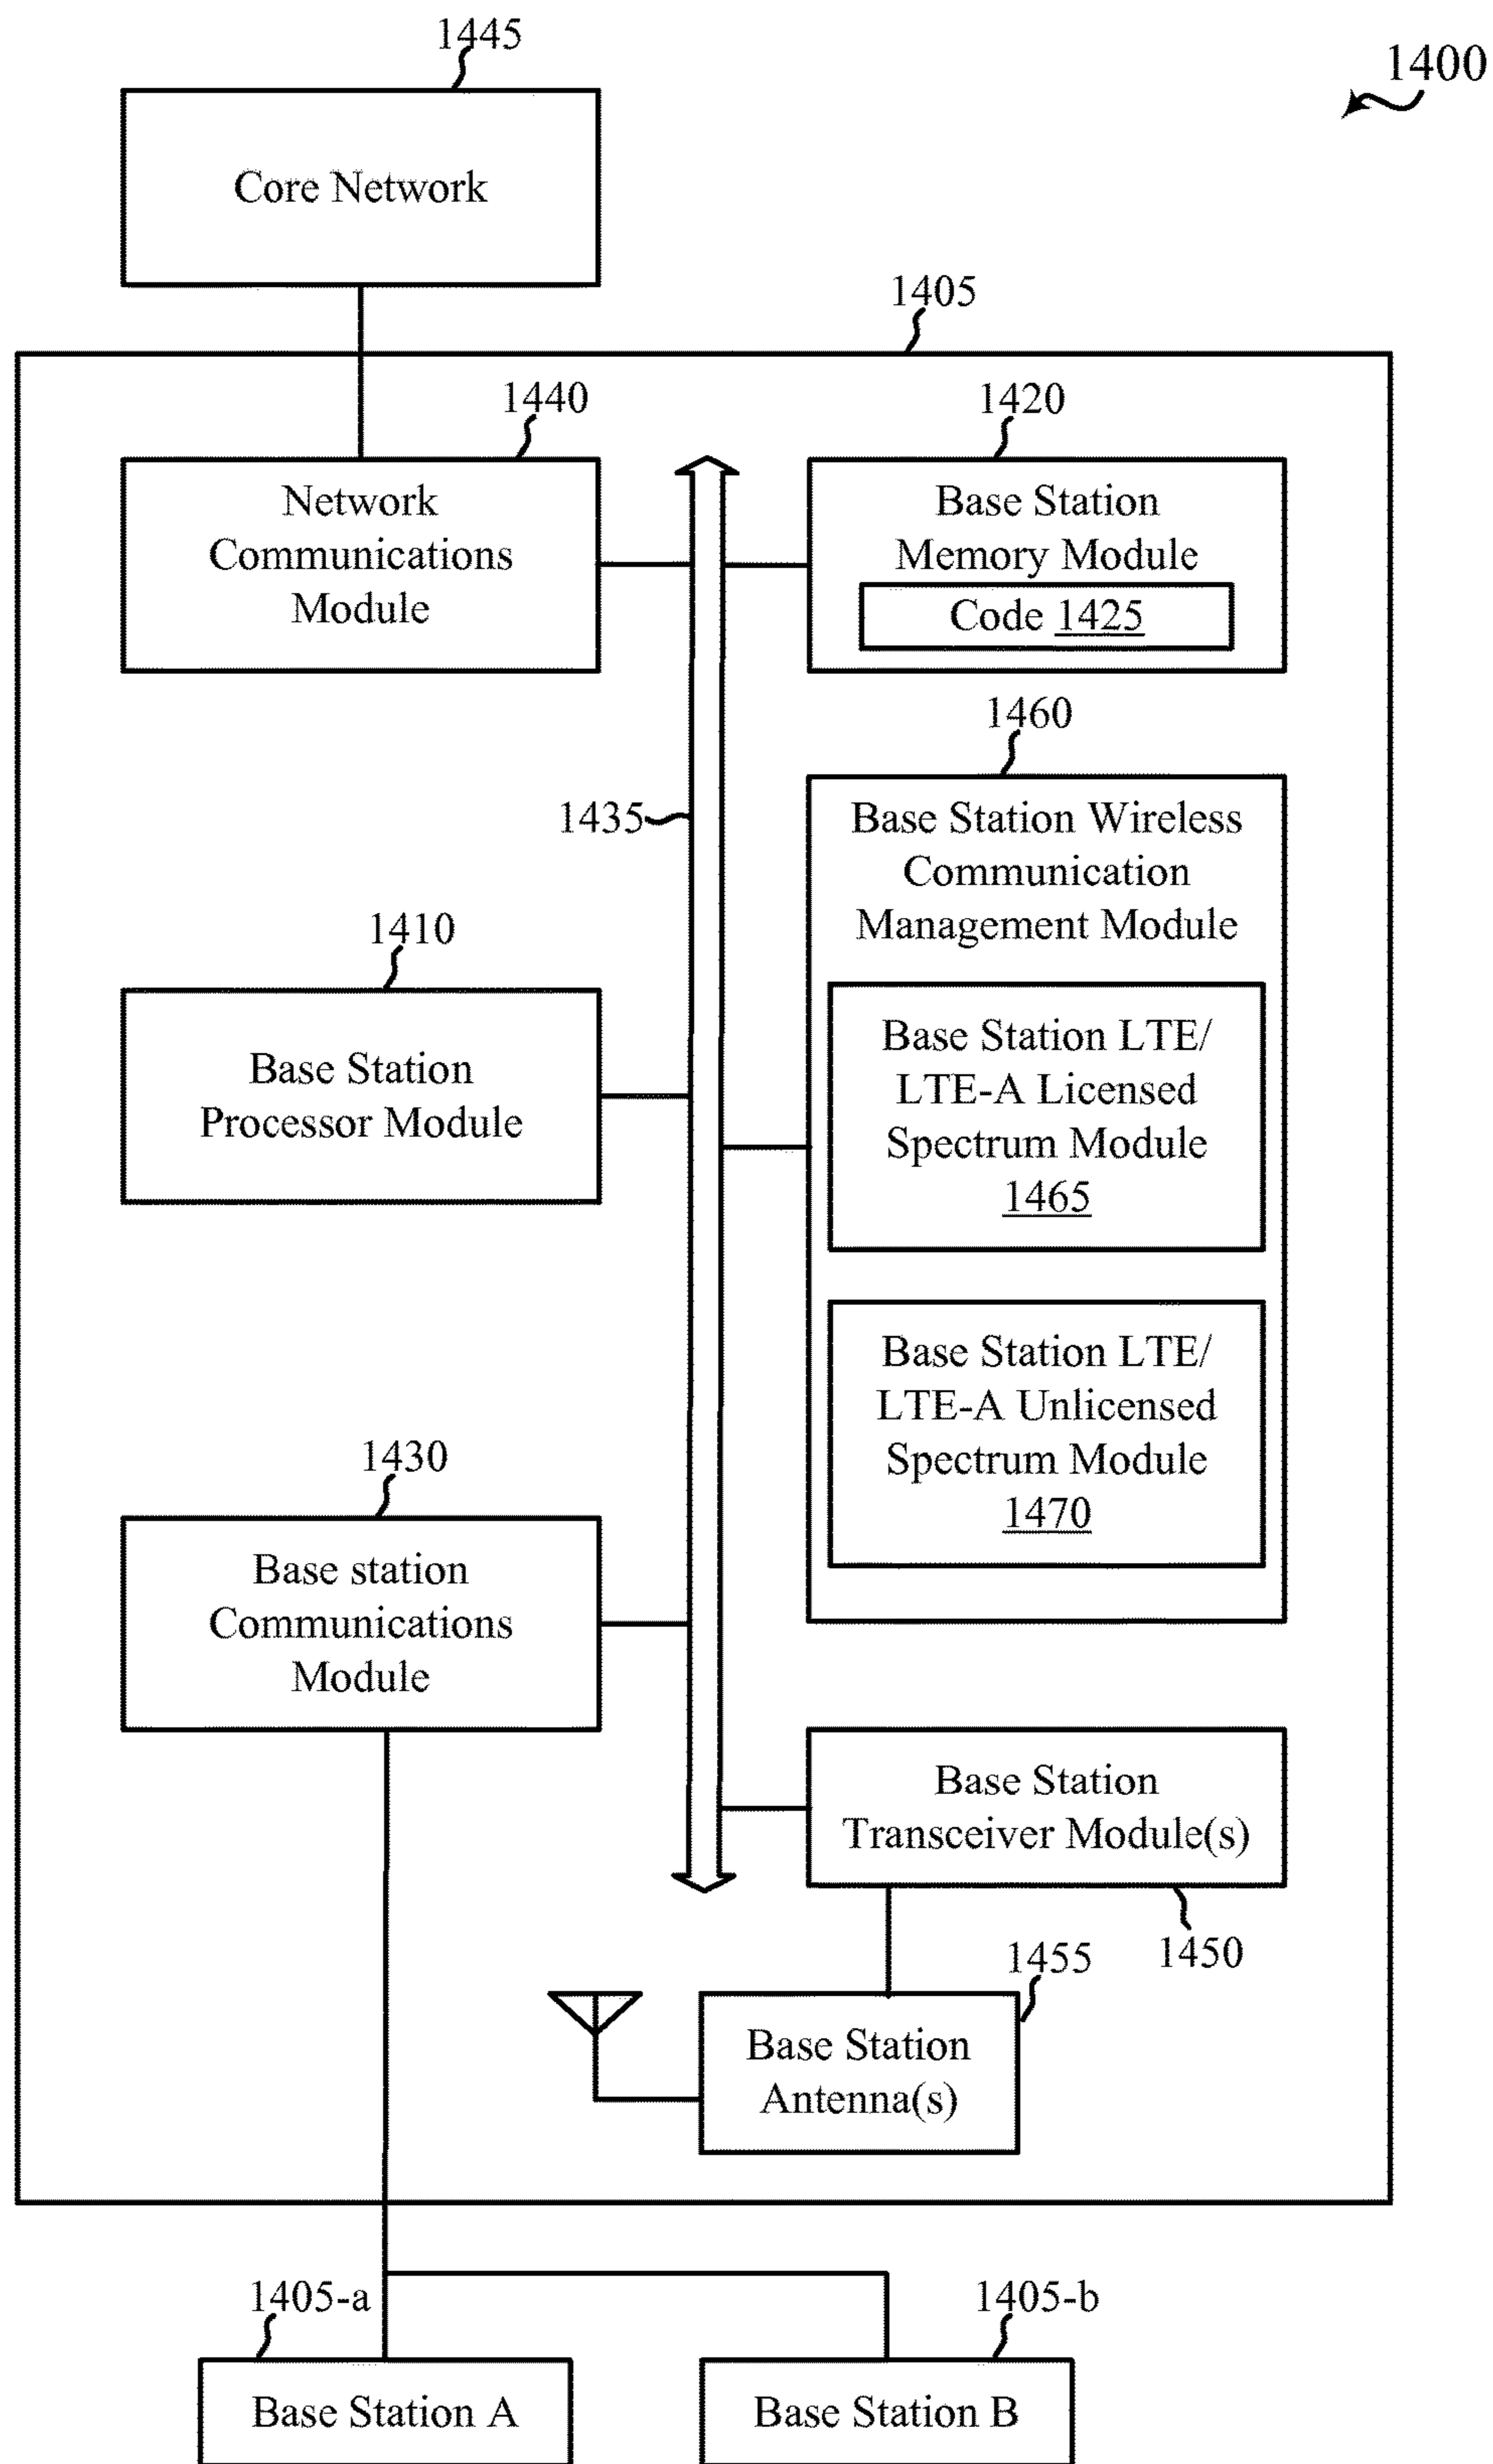 1445
1400
Core Network
1405
1440
1420
Network
Communications
Module
Base Station
Memory Module
Code 1425
1460
1435
Base Station Wireless
Communication
Management Module
1410
Base Station
Processor Module
Base Station LTE/
LTE-A Licensed
Spectrum Module
1465
Base Station LTE/
LTE-A Unlicensed
Spectrum Module
1470
1430
Base station
Communications
Module
Base Station
Transceiver Module(s)
1450
1455
Base Station
Antenna(s)
1405-a
1405-b
Base Station A
Base Station B